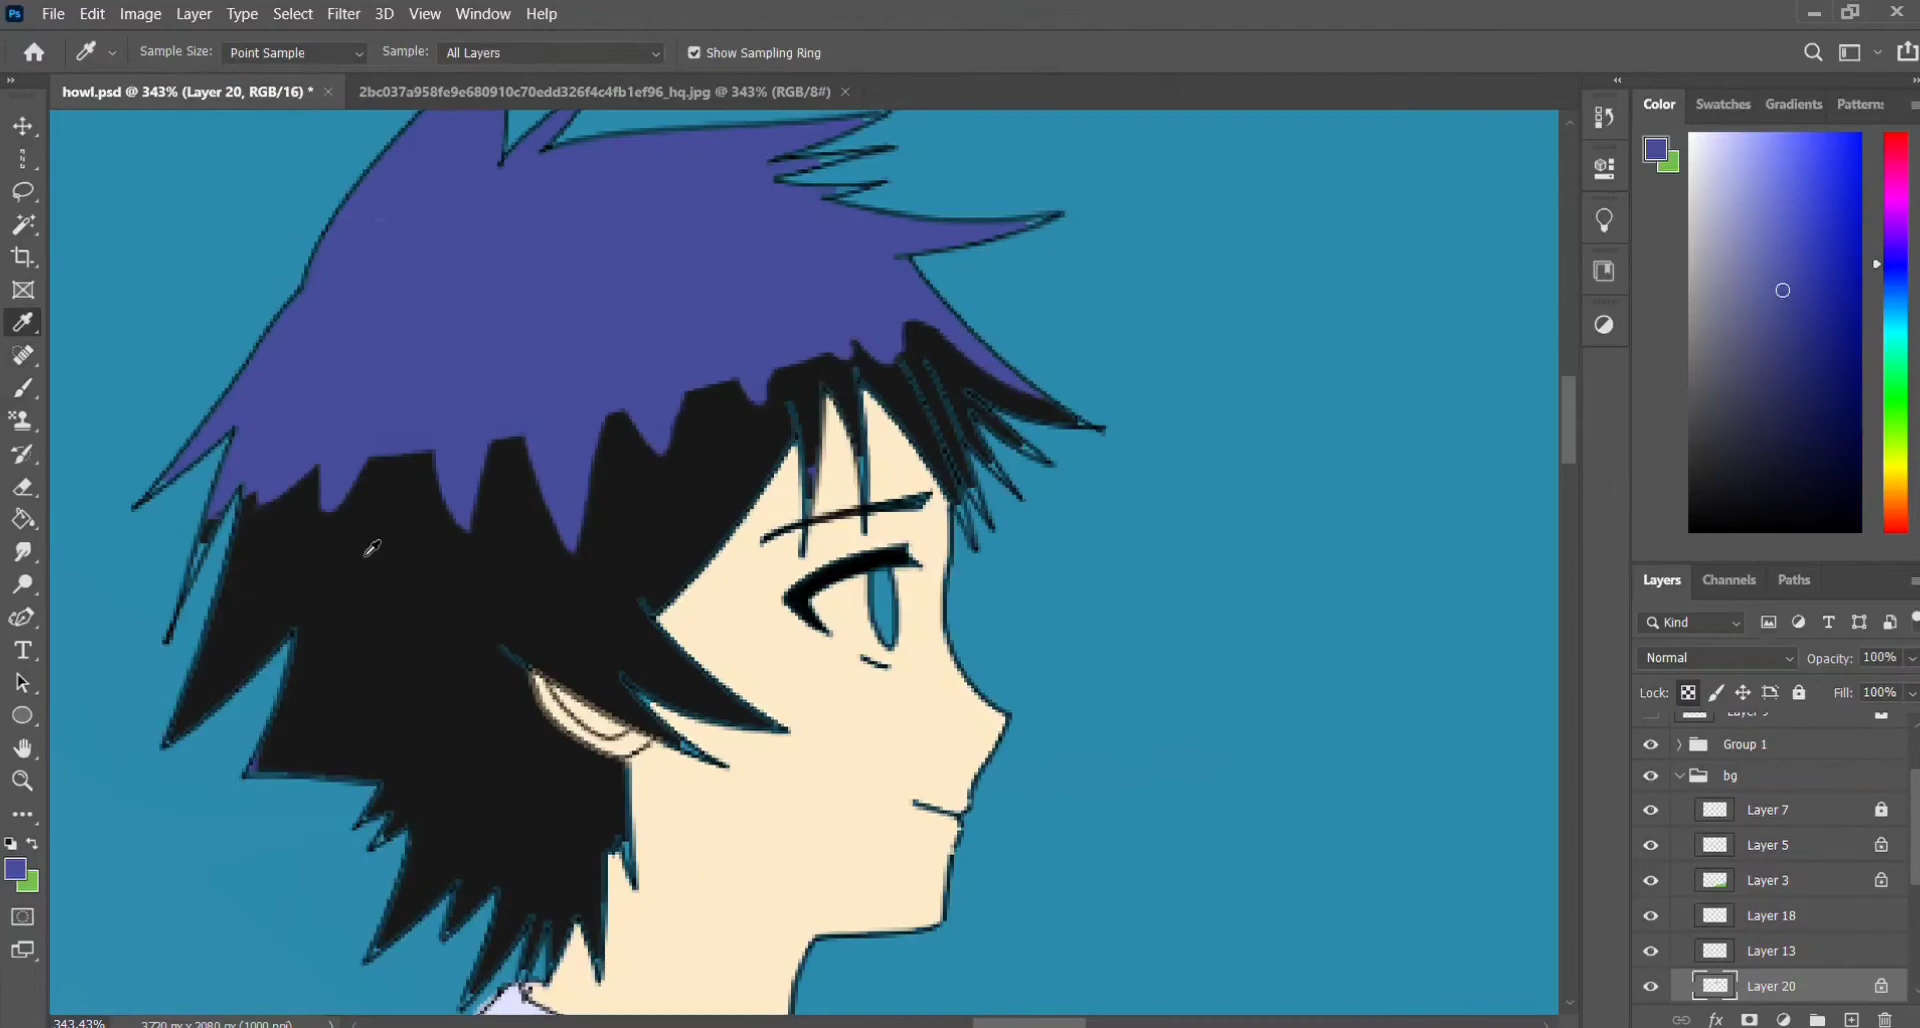 Ps File Edit Image Layer Type Select Filter 3D View Window Help
Sample Size: Point Sample Sample: All Layers Show Sampling Ring
howl.psd @ 343% (Layer 20, RGB/16) * 2bc037a958fe9e680910c70edd326f4c4fb1ef96_hq.jpg @ 343% (RGB/8#)
Color Swatches Gradients Patterns
Layers Channels Paths
Kind
Normal Opacity: 100%
Lock: Fill: 100%
Group 1
bg
Layer 7
Layer 5
Layer 3
Layer 18
Layer 13
Layer 20
fx
343.43% 3720 px x 2080 px (1000 ppi)